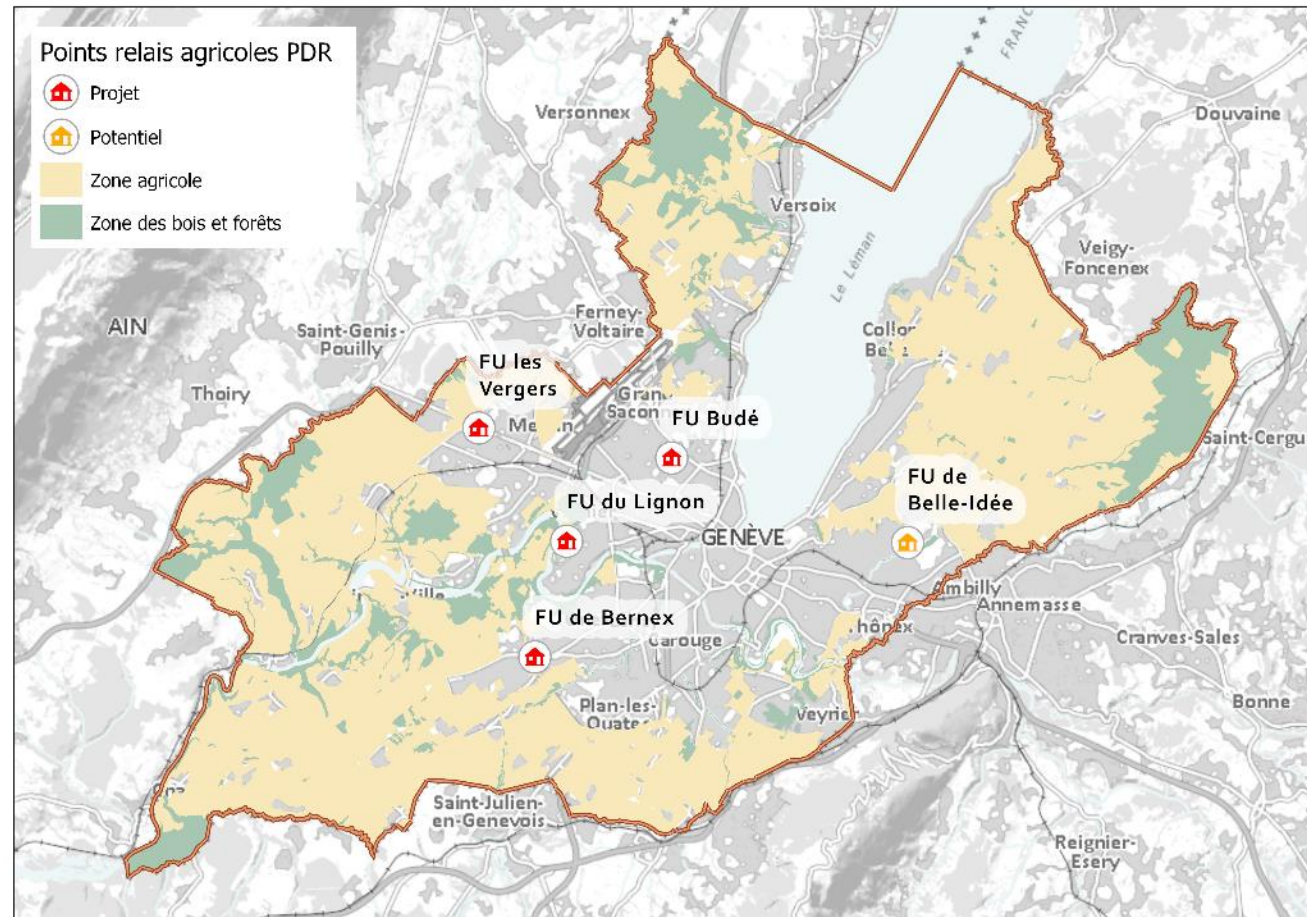 Points relais agricoles PDR
Projet
Potentiel
Zone agricole
Zone des bois et forêts
FRANC
Versonnex
Douvaine
Versoix
Le Léman
Veigy-
Foncenex
AIN
Saint-Genis-
Pouilly
Ferney-
Voltaire
Thoiry
FU les
Vergers
FU Budé
Saint-Cergu
FU du Lignon
FU de
Belle-Idée
GENÈVE
Ambilly
Annemasse
FU de Bernex
Cranves-Sales
Plan-les-
Veyrier
Bonne
Saint-Julien-
en-Genevois
Reignier-
Esery